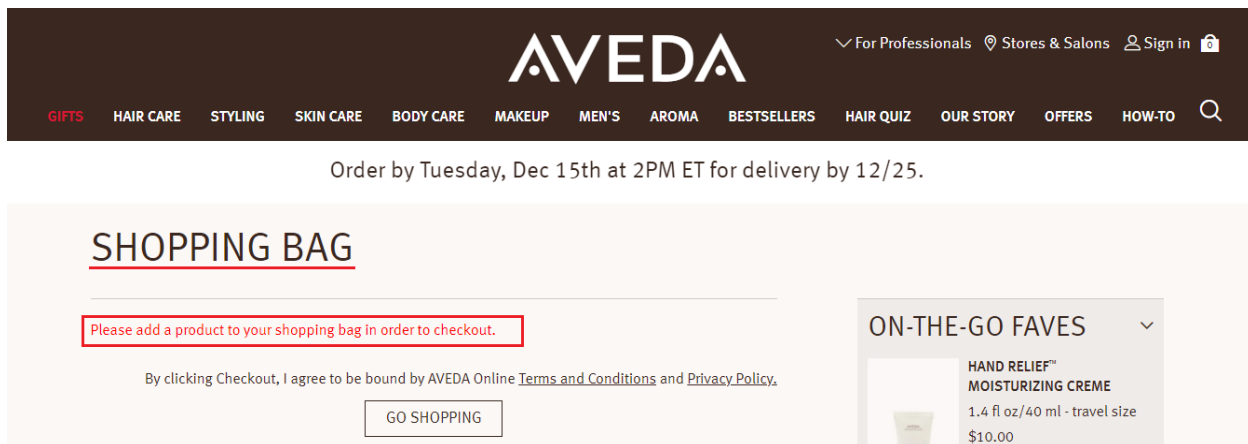 AVEDA
For Professionals Stores & Salons Sign in 0
GIFTS HAIR CARE STYLING SKIN CARE BODY CARE MAKEUP MEN'S AROMA BESTSELLERS HAIR QUIZ OUR STORY OFFERS HOW-TO
Order by Tuesday, Dec 15th at 2PM ET for delivery by 12/25.
SHOPPING BAG
Please add a product to your shopping bag in order to checkout.
By clicking Checkout, I agree to be bound by AVEDA Online Terms and Conditions and Privacy Policy.
GO SHOPPING
ON-THE-GO FAVES
HAND RELIEF™
MOISTURIZING CREME
1.4 fl oz/40 ml - travel size
$10.00